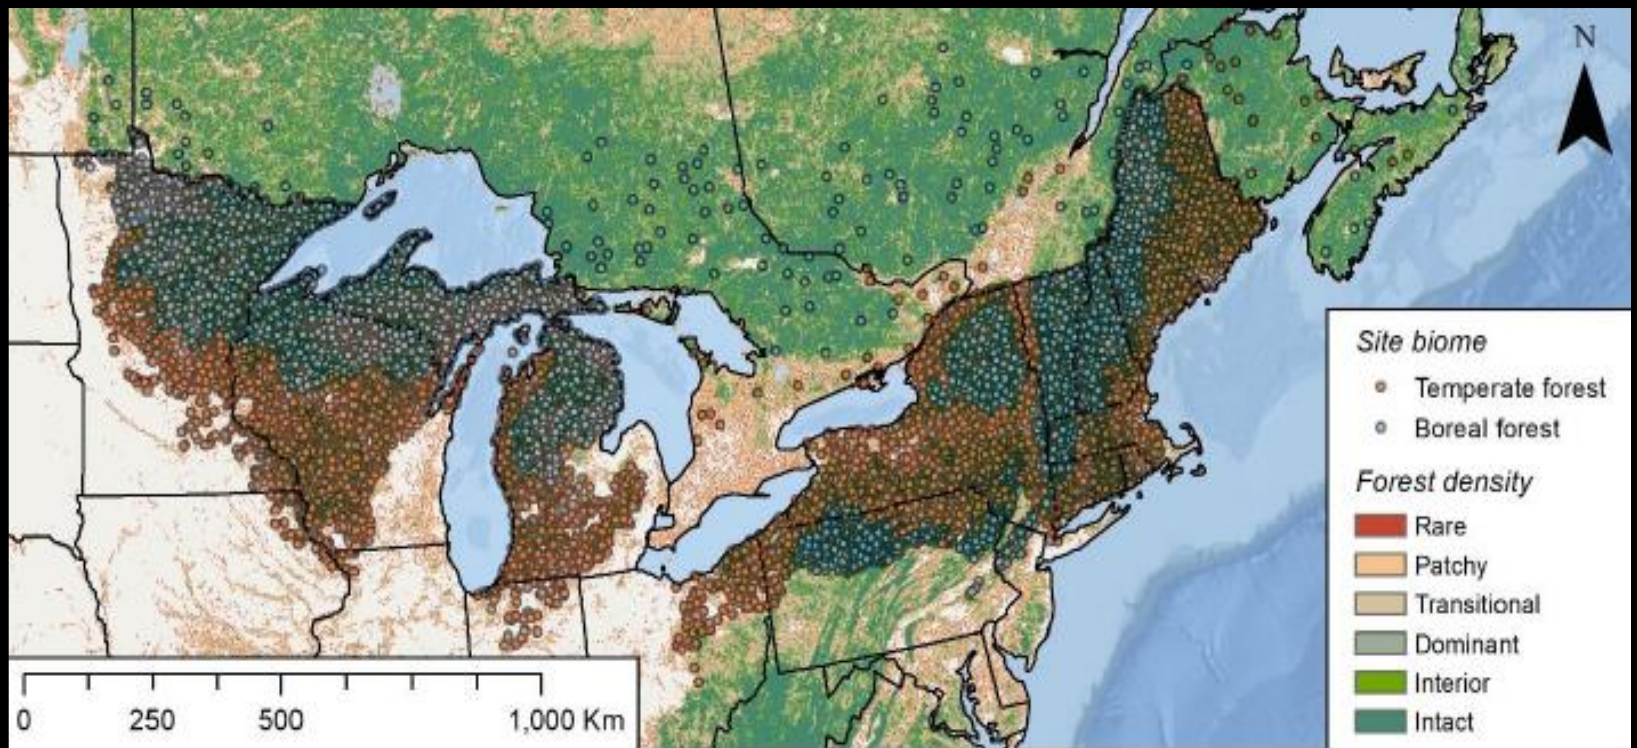 N
Site biome
Temperate forest
Boreal forest
Forest density
Rare
Patchy
Transitional
Dominant
Interior
Intact
0 250 500 1,000 Km